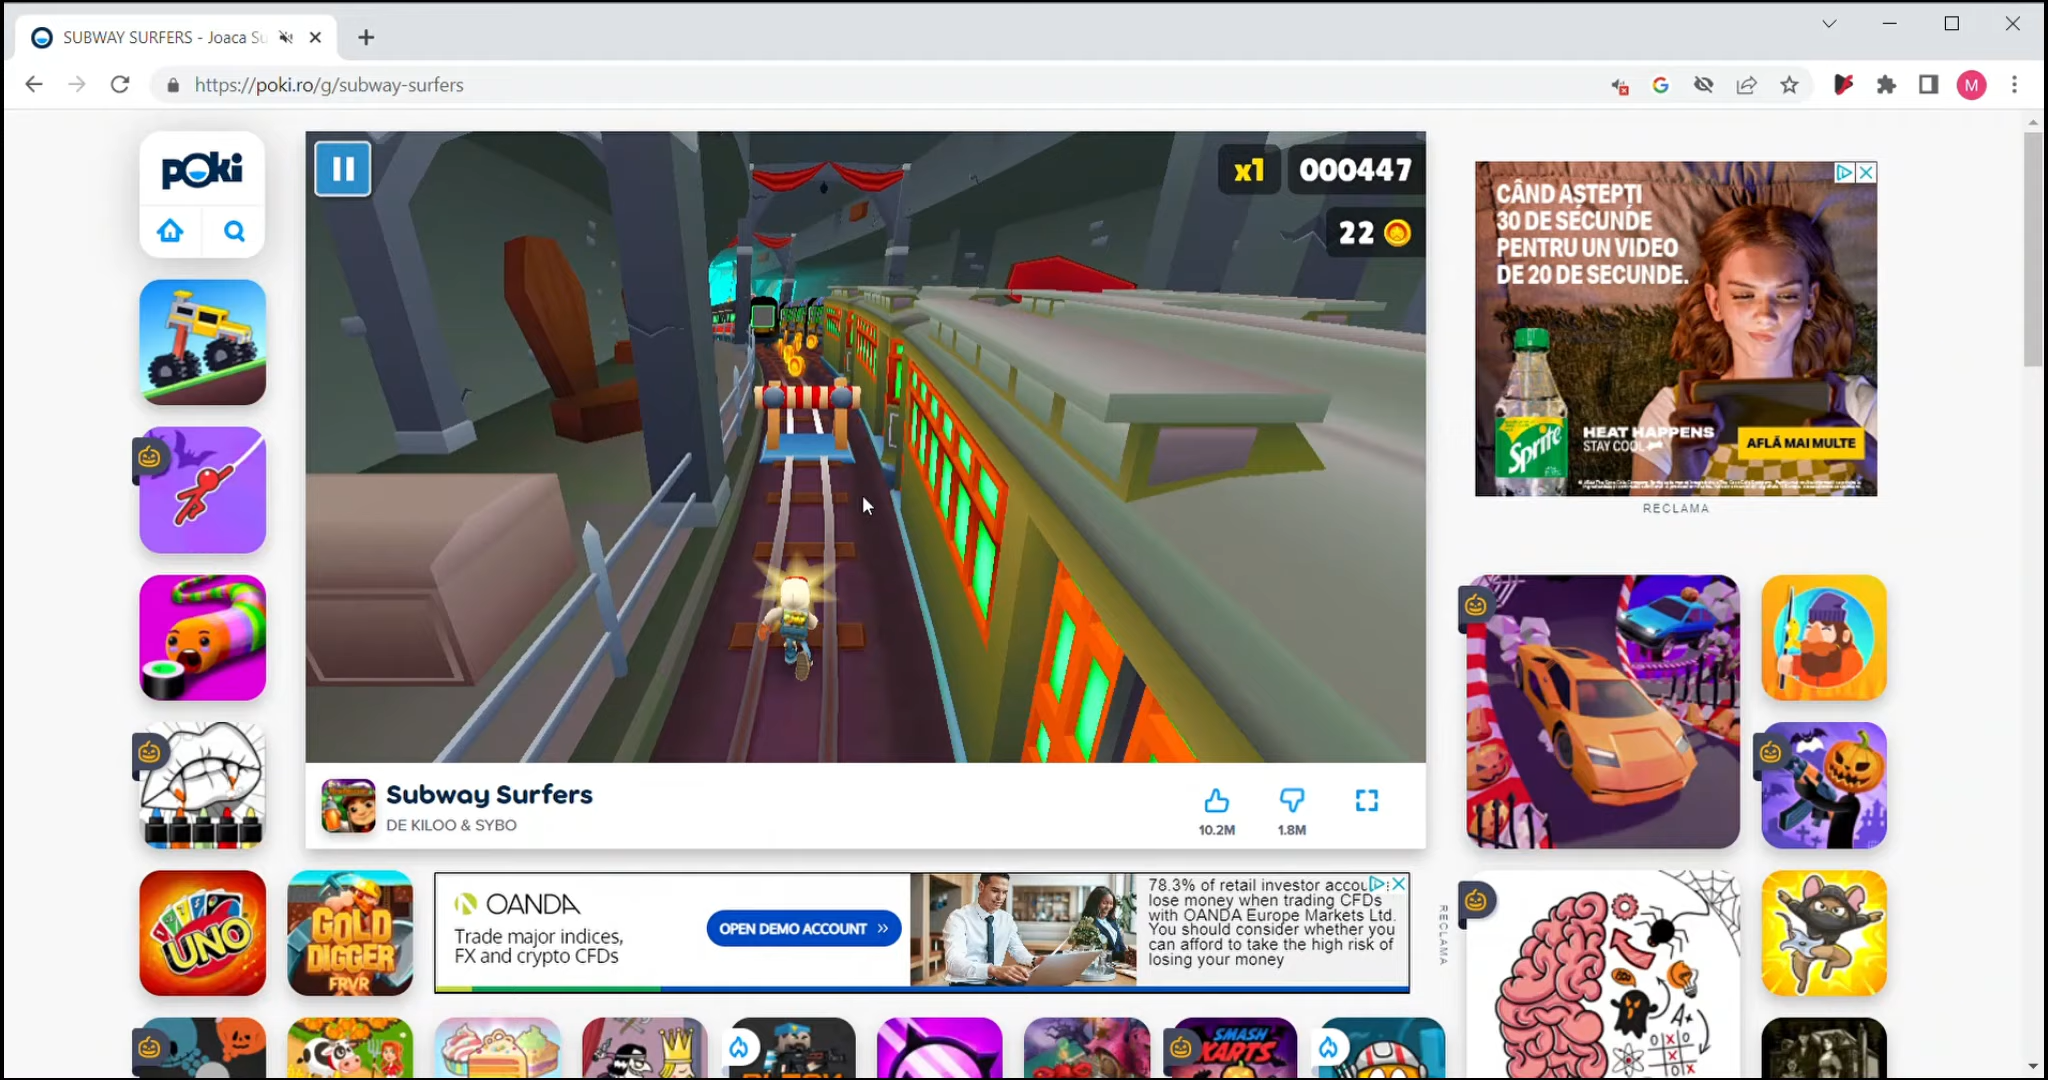 SUBWAY SURFERS - Joaca Su
https://poki.ro/g/subway-surfers
M
poki
x1
000447
22
CÂND AȘTEPȚI
30 DE SECUNDE
PENTRU UN VIDEO
DE 20 DE SECUNDE.
Sprite
HEAT HAPPENS
STAY COOL
AFLĂ MAI MULTE
RECLAMA
Subway Surfers
DE KILOO & SYBO
10.2M
1.8M
UNO
GOLD
DIGGER
FRVR
OANDA
Trade major indices,
FX and crypto CFDs
OPEN DEMO ACCOUNT »
78.3% of retail investor accou
lose money when trading CFDs
with OANDA Europe Markets Ltd.
You should consider whether you
can afford to take the high risk of
losing your money
RECLAMA
A+
SMASH
KARTS